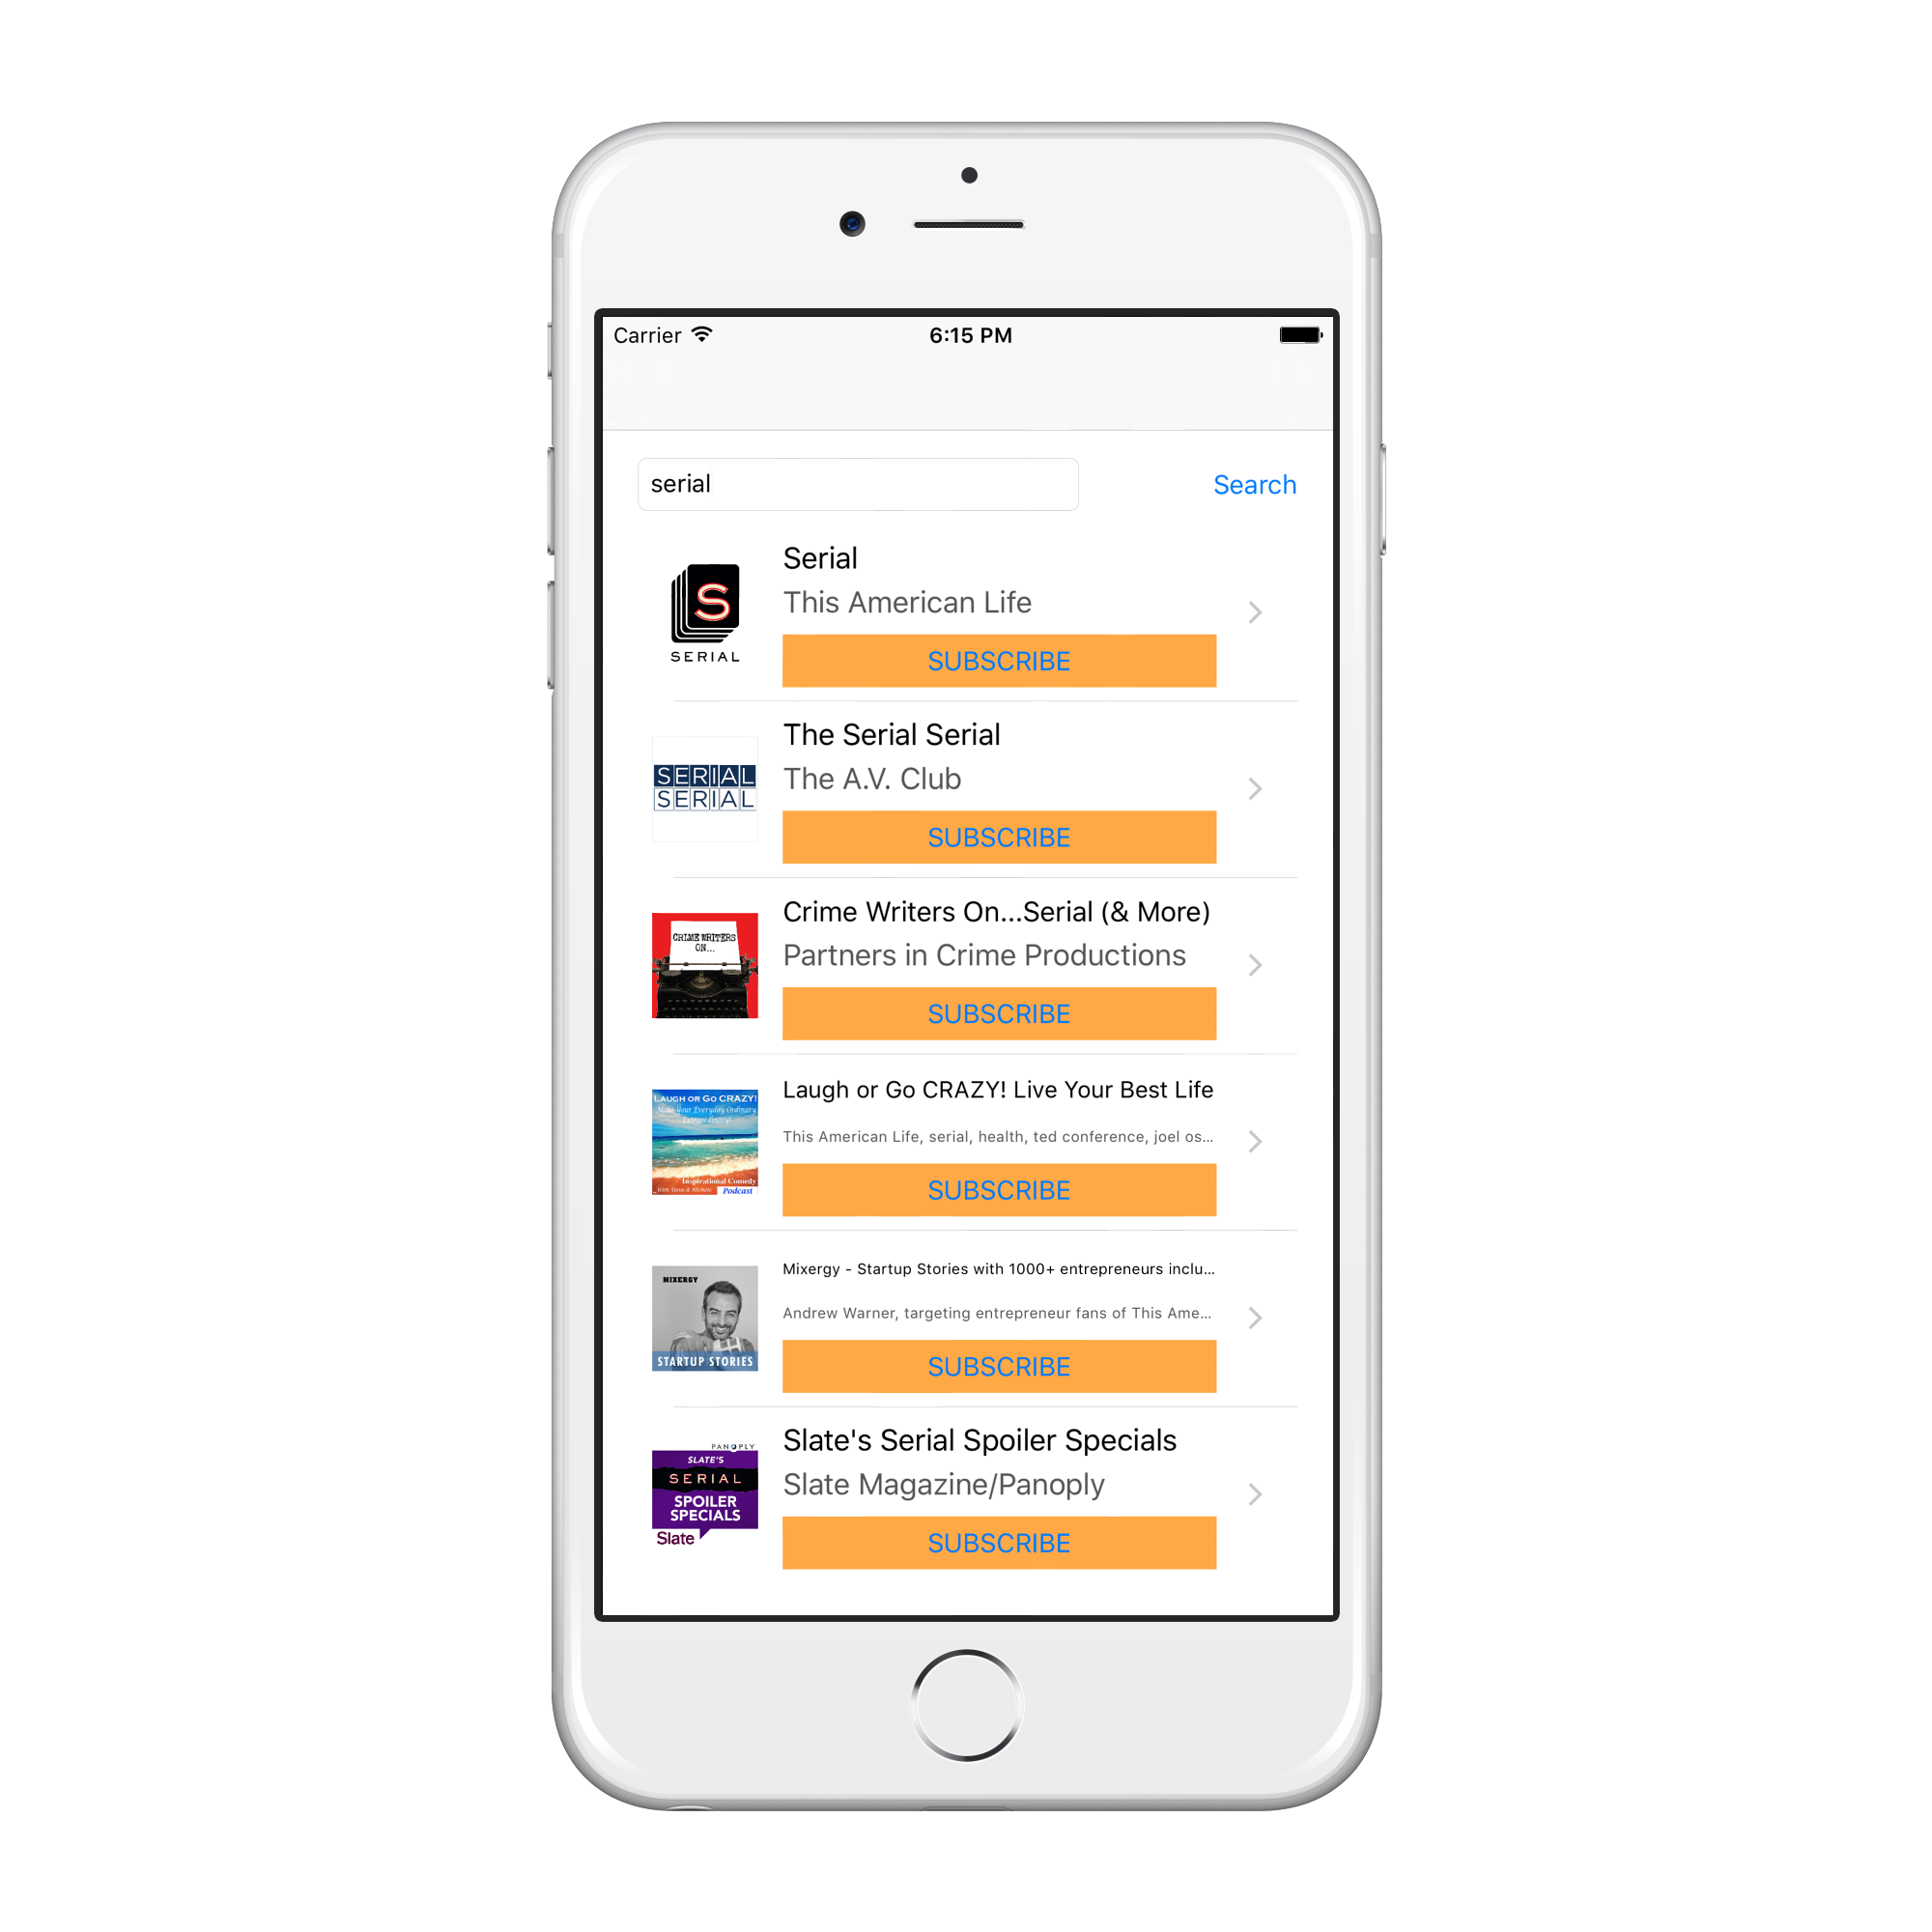 Carrier
6:15 PM
serial
Search
S
SERIAL
Serial
This American Life
SUBSCRIBE
SERIAL
SERIAL
The Serial Serial
The A.V. Club
SUBSCRIBE
CRIME WRITERS
ON...
Crime Writers On...Serial (& More)
Partners in Crime Productions
SUBSCRIBE
LAUGH OR GO CRAZY!
Make Your Everyday Ordinary
Extraordinary!
Inspirational Comedy
With Steve & Michele
Podcast
Laugh or Go CRAZY! Live Your Best Life
This American Life, serial, health, ted conference, joel os...
SUBSCRIBE
MIXERGY
STARTUP STORIES
Mixergy - Startup Stories with 1000+ entrepreneurs inclu...
Andrew Warner, targeting entrepreneur fans of This Ame...
SUBSCRIBE
PANOPLY
SLATE'S
SERIAL
SPOILER
SPECIALS
Slate
Slate's Serial Spoiler Specials
Slate Magazine/Panoply
SUBSCRIBE